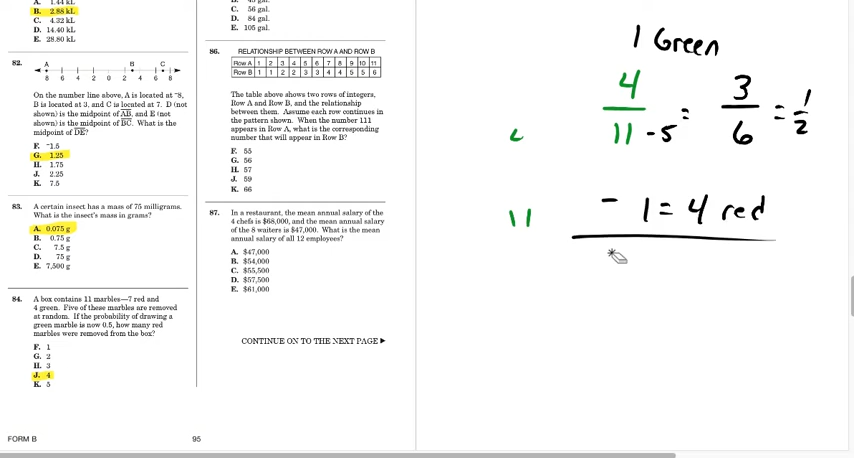 A. 1.44 kL
B. 2.88 kL
C. 4.32 kL
D. 14.40 kL
E. 28.80 kL
82.
A B C
8 6 4 2 0 2 4 6 8
On the number line above, A is located at ⁻8,
B is located at 3, and C is located at 7. D (not
shown) is the midpoint of AB, and E (not
shown) is the midpoint of BC. What is the
midpoint of DE?
F. ⁻1.5
G. 1.25
H. 1.75
J. 2.25
K. 7.5
83. A certain insect has a mass of 75 milligrams.
What is the insect's mass in grams?
A. 0.075 g
B. 0.75 g
C. 7.5 g
D. 75 g
E. 7,500 g
84. A box contains 11 marbles—7 red and
4 green. Five of these marbles are removed
at random. If the probability of drawing a
green marble is now 0.5, how many red
marbles were removed from the box?
F. 1
G. 2
H. 3
J. 4
K. 5
C. 56 gal.
D. 84 gal.
E. 105 gal.
86. RELATIONSHIP BETWEEN ROW A AND ROW B
Row A 1 2 3 4 5 6 7 8 9 10 11
Row B 1 1 2 2 3 3 4 4 5 5 6
The table above shows two rows of integers,
Row A and Row B, and the relationship
between them. Assume each row continues in
the pattern shown. When the number 111
appears in Row A, what is the corresponding
number that will appear in Row B?
F. 55
G. 56
H. 57
J. 59
K. 66
87. In a restaurant, the mean annual salary of the
4 chefs is $68,000, and the mean annual salary
of the 8 waiters is $47,000. What is the mean
annual salary of all 12 employees?
A. $47,000
B. $54,000
C. $55,500
D. $57,500
E. $61,000
CONTINUE ON TO THE NEXT PAGE
FORM B 95
1 Green
4/11 -5 = 3/6 = 1/2
- 1 = 4 red
11